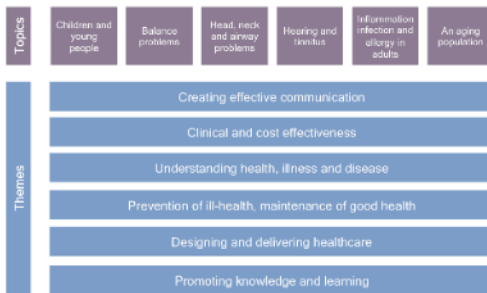 Topics
Children and
young
people
Balance
problems
Head, neck
and airway
problems
Hearing and
tinnitus
Inflammation
infection and
allergy in
adults
An aging
population
Themes
Creating effective communication
Clinical and cost effectiveness
Understanding health, illness and disease
Prevention of ill-health, maintenance of good health
Designing and delivering healthcare
Promoting knowledge and learning